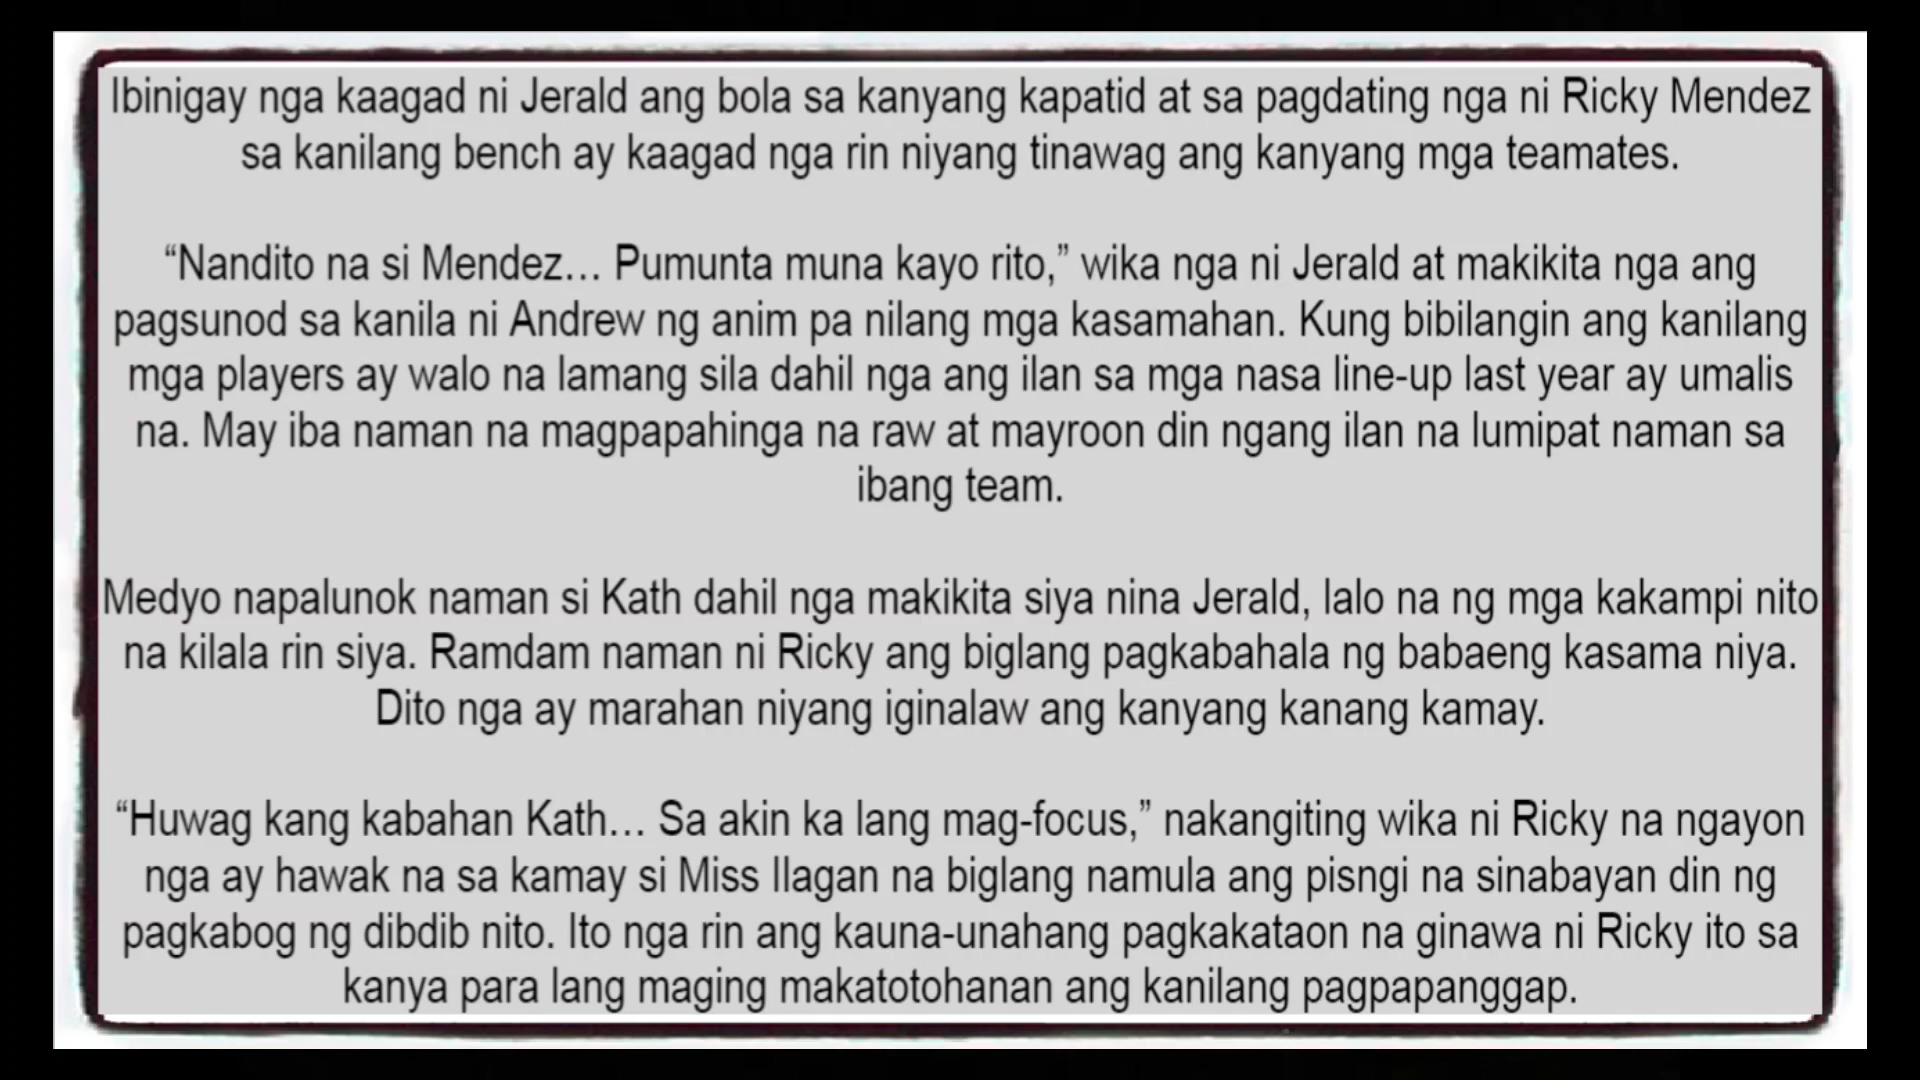 Ibinigay nga kaagad ni Jerald ang bola sa kanyang kapatid at sa pagdating nga ni Ricky Mendez
sa kanilang bench ay kaagad nga rin niyang tinawag ang kanyang mga teamates.
“Nandito na si Mendez… Pumunta muna kayo rito,” wika nga ni Jerald at makikita nga ang
pagsunod sa kanila ni Andrew ng anim pa nilang mga kasamahan. Kung bibilangin ang kanilang
mga players ay walo na lamang sila dahil nga ang ilan sa mga nasa line-up last year ay umalis
na. May iba naman na magpapahinga na raw at mayroon din ngang ilan na lumipat naman sa
ibang team.
Medyo napalunok naman si Kath dahil nga makikita siya nina Jerald, lalo na ng mga kakampi nito
na kilala rin siya. Ramdam naman ni Ricky ang biglang pagkabahala ng babaeng kasama niya.
Dito nga ay marahan niyang iginalaw ang kanyang kanang kamay.
“Huwag kang kabahan Kath… Sa akin ka lang mag-focus,” nakangiting wika ni Ricky na ngayon
nga ay hawak na sa kamay si Miss Ilagan na biglang namula ang pisngi na sinabayan din ng
pagkabog ng dibdib nito. Ito nga rin ang kauna-unahang pagkakataon na ginawa ni Ricky ito sa
kanya para lang maging makatotohanan ang kanilang pagpapanggap.